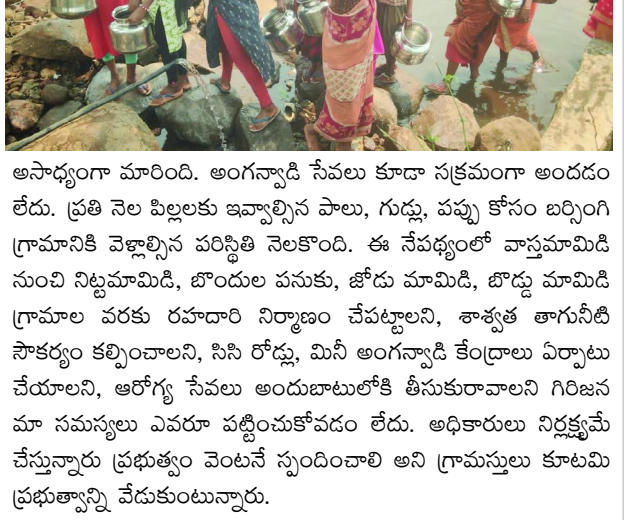 అసాధ్యంగా మారింది. అంగన్వాడి సేవలు కూడా సక్రమంగా అందడం
లేదు. ప్రతి నెల పిల్లలకు ఇవ్వాల్సిన పాలు, గుడ్లు, పప్పు కోసం బర్సింగి
గ్రామానికి వెళ్లాల్సిన పరిస్థితి నెలకొంది. ఈ నేపథ్యంలో వాస్తమామిడి
నుంచి నిట్టమామిడి, బొందుల పనుకు, జోడు మామిడి, బొడ్డు మామిడి
గ్రామాల వరకు రహదారి నిర్మాణం చేపట్టాలని, శాశ్వత తాగునీటి
సౌకర్యం కల్పించాలని, సిసి రోడ్లు, మినీ అంగన్వాడి కేంద్రాలు ఏర్పాటు
చేయాలని, ఆరోగ్య సేవలు అందుబాటులోకి తీసుకురావాలని గిరిజన
మా సమస్యలు ఎవరూ పట్టించుకోవడం లేదు. అధికారులు నిర్లక్ష్యమే
చేస్తున్నారు ప్రభుత్వం వెంటనే స్పందించాలి అని గ్రామస్తులు కూటమి
ప్రభుత్వాన్ని వేడుకుంటున్నారు.